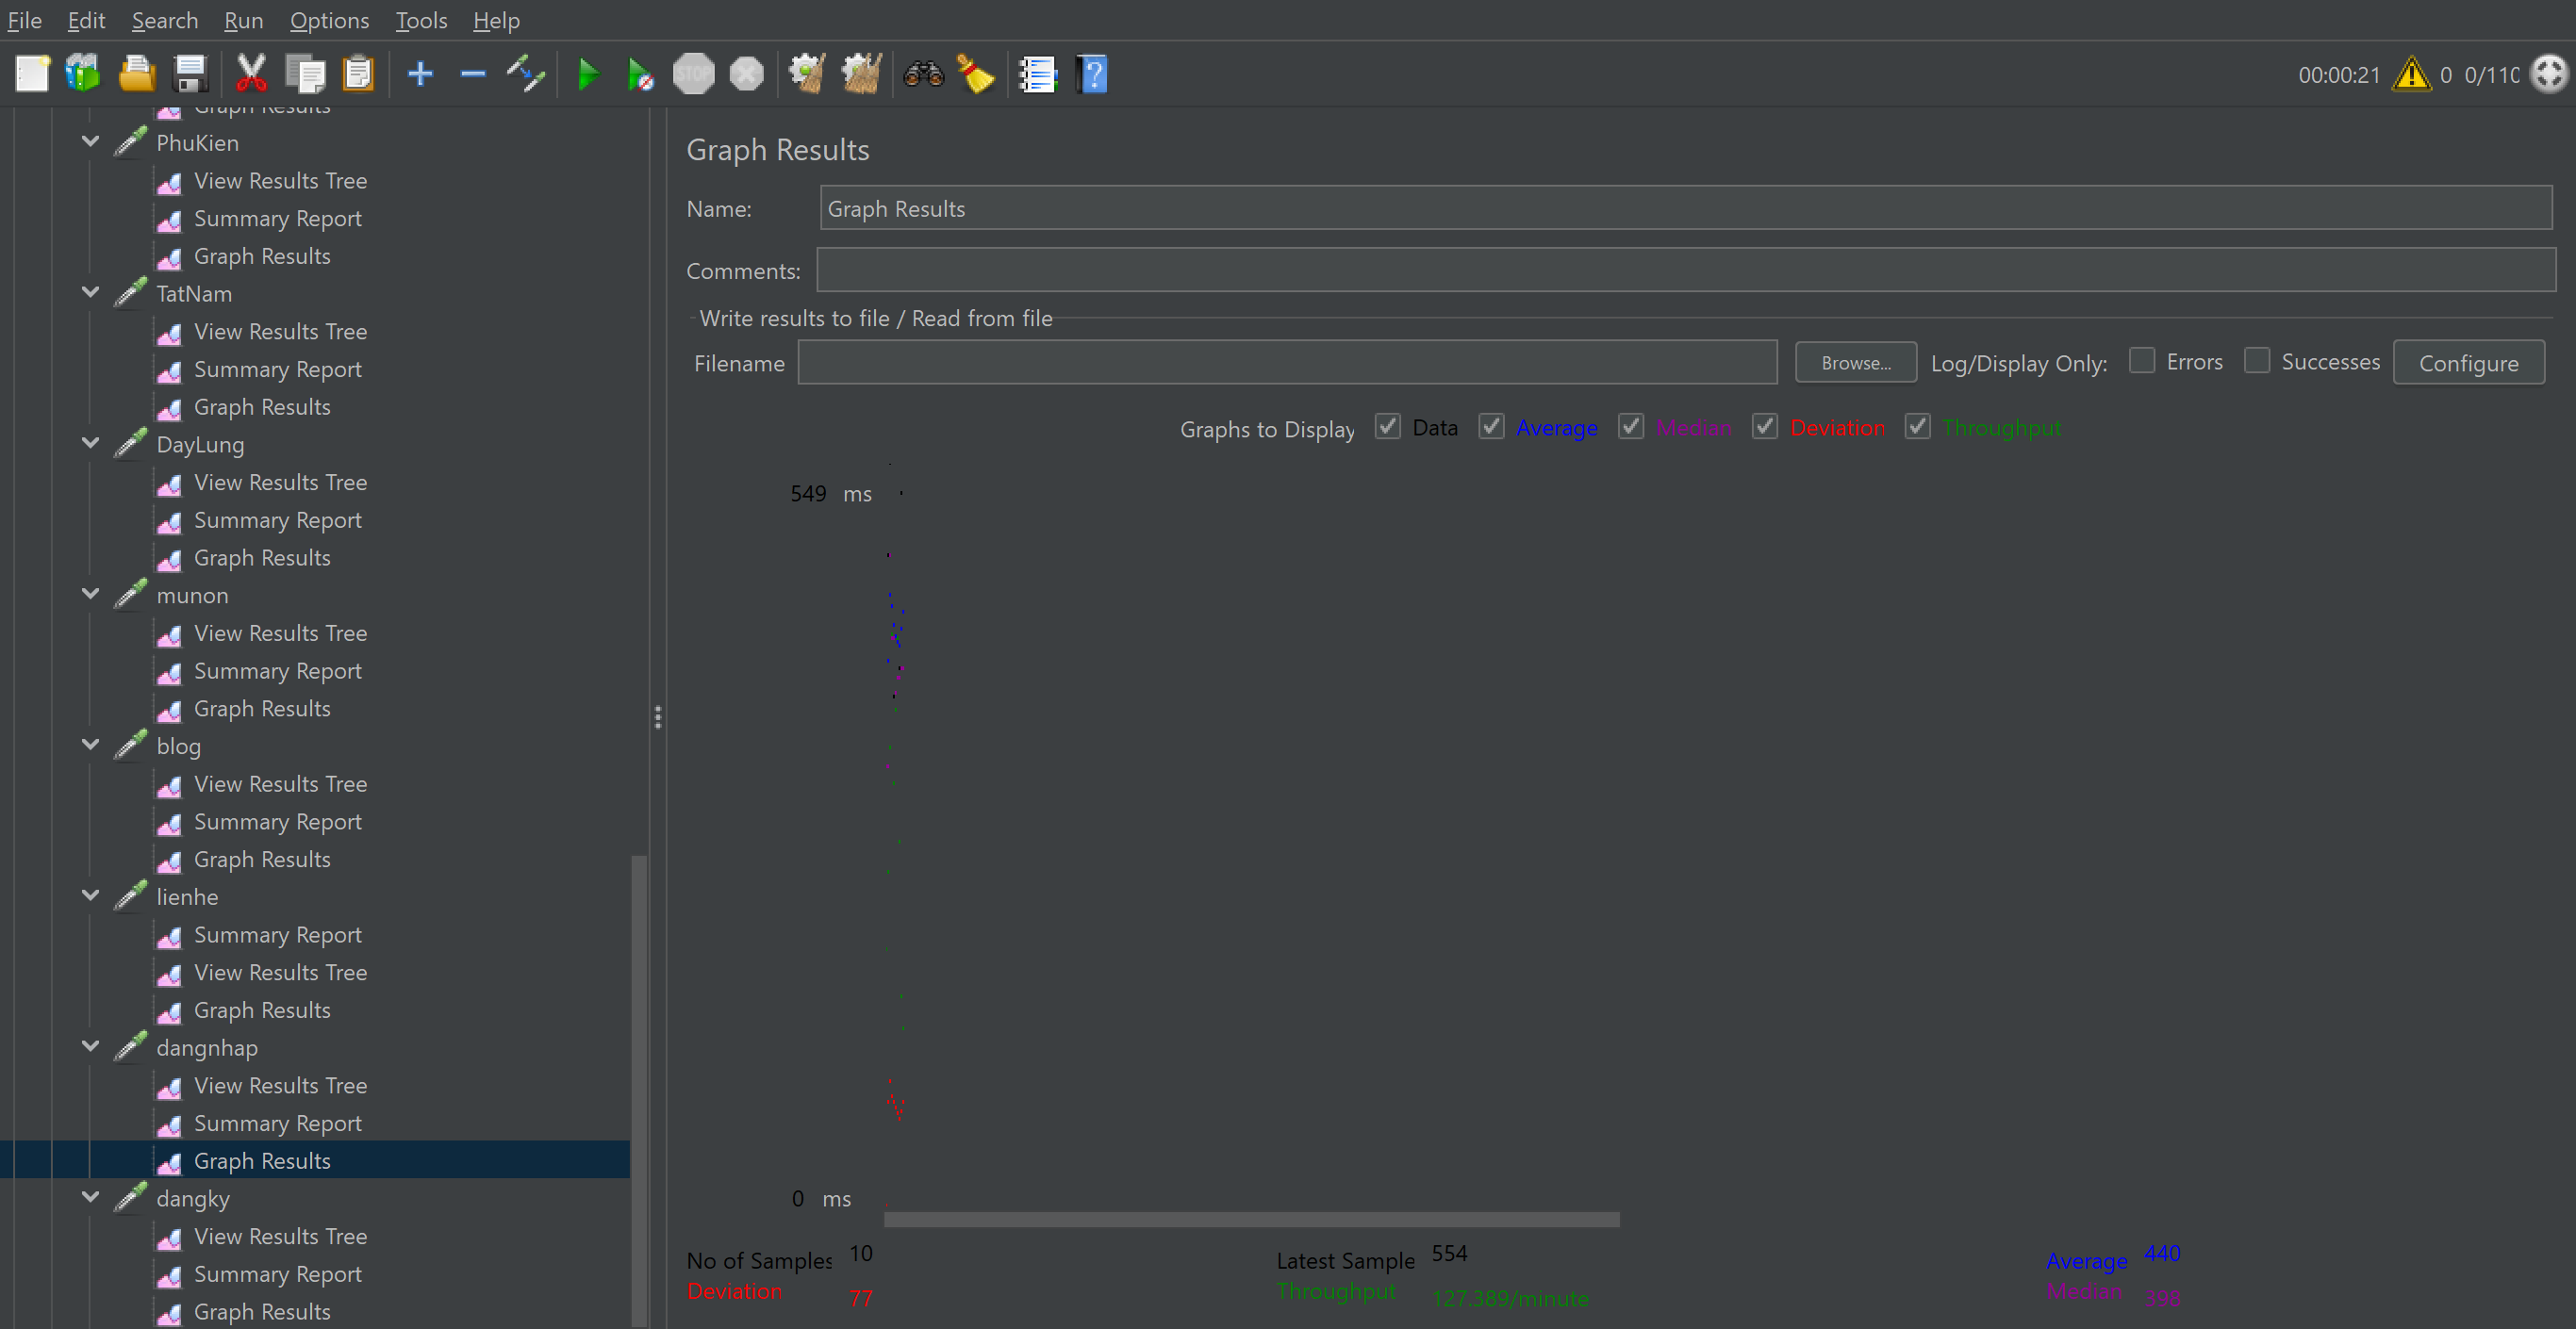 File Edit Search Run Options Tools Help
STOP
00:00:21 0 0/110
Graph Results
PhuKien
View Results Tree
Summary Report
Graph Results
TatNam
View Results Tree
Summary Report
Graph Results
DayLung
View Results Tree
Summary Report
Graph Results
munon
View Results Tree
Summary Report
Graph Results
blog
View Results Tree
Summary Report
Graph Results
lienhe
Summary Report
View Results Tree
Graph Results
dangnhap
View Results Tree
Summary Report
Graph Results
dangky
View Results Tree
Summary Report
Graph Results
Graph Results
Name: Graph Results
Comments:
Write results to file / Read from file
Filename Browse... Log/Display Only: Errors Successes Configure
Graphs to Display Data Average Median Deviation Throughput
549 ms
0 ms
No of Samples 10 Latest Sample 554 Average 440
Deviation 77 Throughput 127.389/minute Median 398